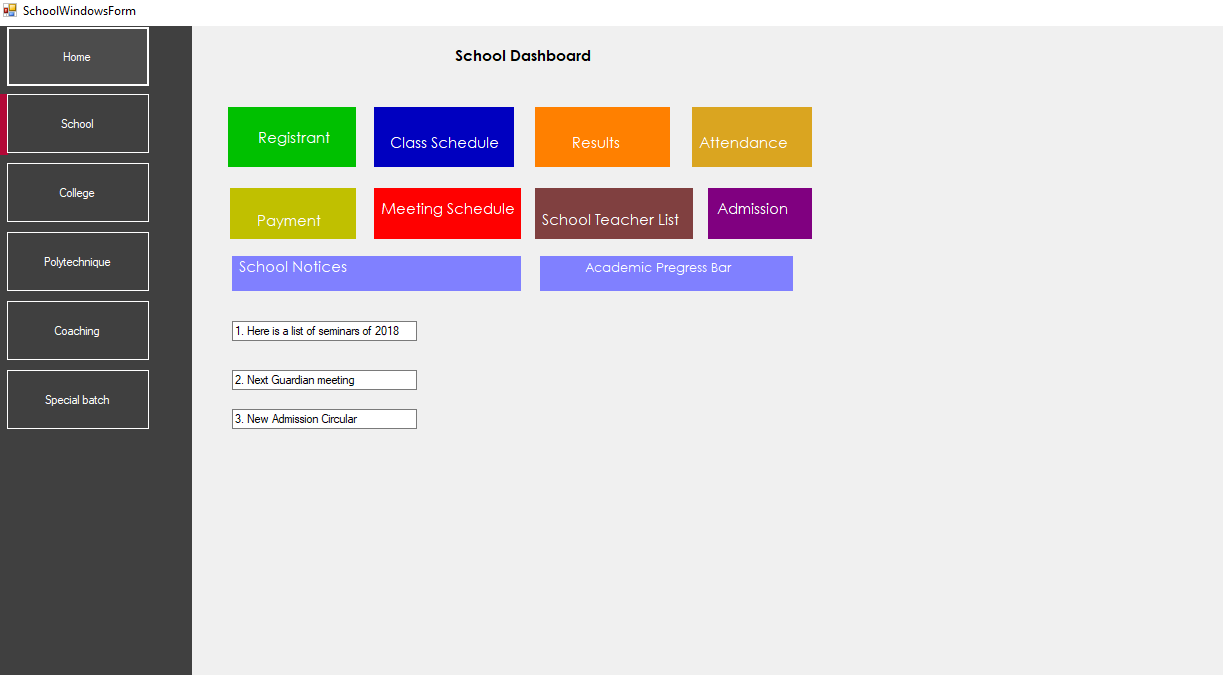 SchoolWindowsForm
Home
School
College
Polytechnique
Coaching
Special batch
School Dashboard
Registrant
Class Schedule
Results
Attendance
Payment
Meeting Schedule
School Teacher List
Admission
School Notices
Academic Pregress Bar
1. Here is a list of seminars of 2018
2. Next Guardian meeting
3. New Admission Circular